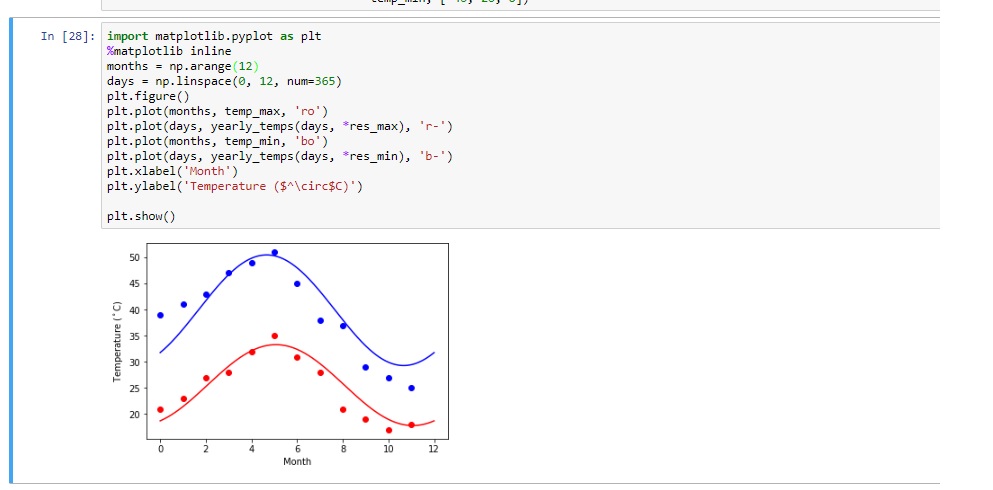 In [28]:
import matplotlib.pyplot as plt
%matplotlib inline
months = np.arange(12)
days = np.linspace(0, 12, num=365)
plt.figure()
plt.plot(months, temp_max, 'ro')
plt.plot(days, yearly_temps(days, *res_max), 'r-')
plt.plot(months, temp_min, 'bo')
plt.plot(days, yearly_temps(days, *res_min), 'b-')
plt.xlabel('Month')
plt.ylabel('Temperature ($^\circ$C)')
plt.show()
50
45
40
35
30
25
20
Temperature (°C)
0 2 4 6 8 10 12
Month